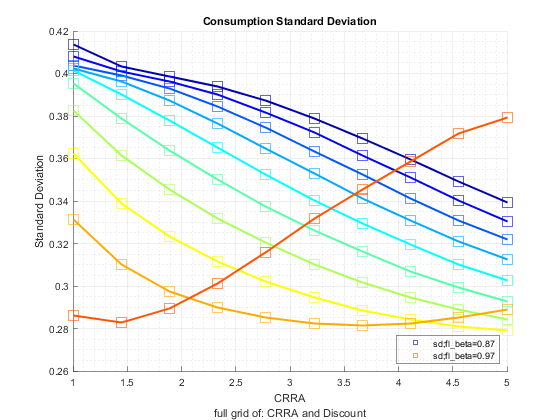 Consumption Standard Deviation
0.42
0.4
0.38
0.36
0.34
0.32
0.3
0.28
0.26
Standard Deviation
sd;fl_beta=0.87
sd;fl_beta=0.97
1 1.5 2 2.5 3 3.5 4 4.5 5
CRRA
full grid of: CRRA and Discount